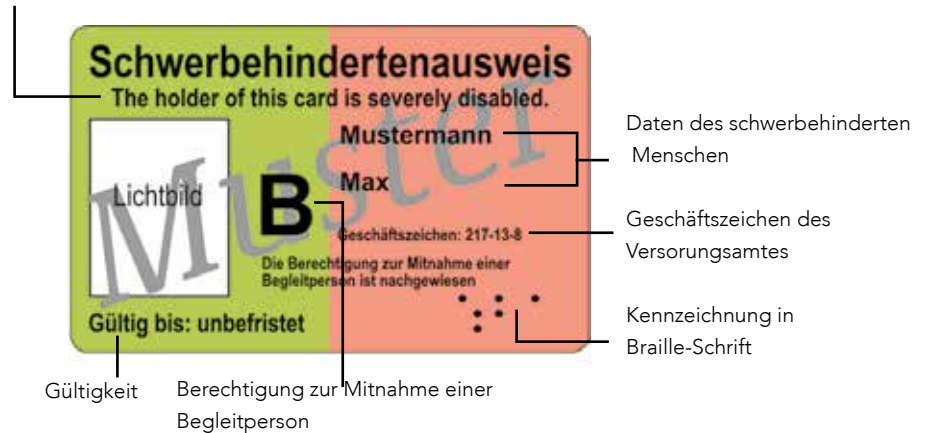 Schwerbehindertenausweis
The holder of this card is severely disabled.
Muster
Mustermann
Max
Lichtbild
B
Geschäftszeichen: 217-13-8
Die Berechtigung zur Mitnahme einer
Begleitperson ist nachgewiesen
Gültig bis: unbefristet
Daten des schwerbehinderten
Menschen
Geschäftszeichen des
Versorungsamtes
Kennzeichnung in
Braille-Schrift
Gültigkeit
Berechtigung zur Mitnahme einer
Begleitperson